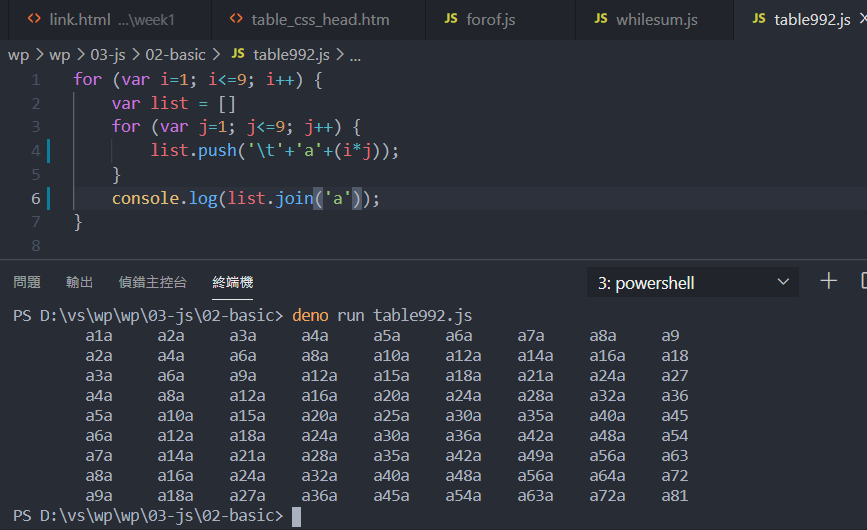 link.html ...\week1 table_css_head.htm JS forof.js JS whilesum.js JS table992.js
wp > wp > 03-js > 02-basic > JS table992.js > ...
1 for (var i=1; i<=9; i++) {
2 var list = []
3 for (var j=1; j<=9; j++) {
4 list.push('\t'+'a'+(i*j));
5 }
6 console.log(list.join('a'));
7 }
8
問題 輸出 偵錯主控台 終端機 3: powershell
PS D:\vs\wp\wp\03-js\02-basic> deno run table992.js
a1a a2a a3a a4a a5a a6a a7a a8a a9
a2a a4a a6a a8a a10a a12a a14a a16a a18
a3a a6a a9a a12a a15a a18a a21a a24a a27
a4a a8a a12a a16a a20a a24a a28a a32a a36
a5a a10a a15a a20a a25a a30a a35a a40a a45
a6a a12a a18a a24a a30a a36a a42a a48a a54
a7a a14a a21a a28a a35a a42a a49a a56a a63
a8a a16a a24a a32a a40a a48a a56a a64a a72
a9a a18a a27a a36a a45a a54a a63a a72a a81
PS D:\vs\wp\wp\03-js\02-basic>